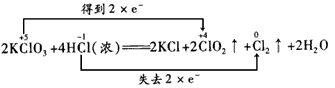 得到2×e⁻
+5 -1 +4 0
2KClO₃+4HCl(浓)══2KCl+2ClO₂↑+Cl₂↑+2H₂O
失去2×e⁻